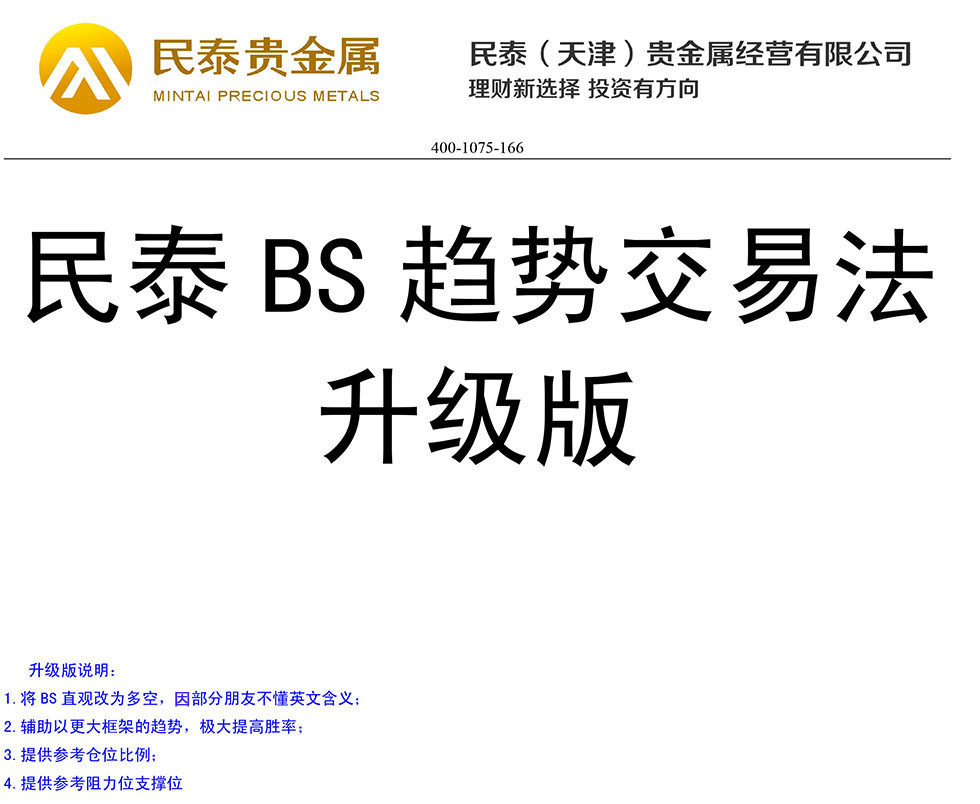 民泰贵金属
MINTAI PRECIOUS METALS
民泰（天津）贵金属经营有限公司
理财新选择 投资有方向
400-1075-166
民泰 BS 趋势交易法
升级版
升级版说明：
1. 将 BS 直观改为多空，因部分朋友不懂英文含义；
2. 辅助以更大框架的趋势，极大提高胜率；
3. 提供参考仓位比例；
4. 提供参考阻力位支撑位